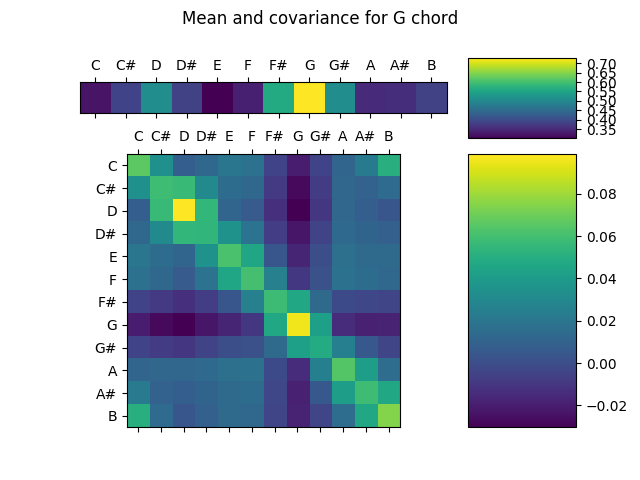 Mean and covariance for G chord
C C# D D# E F F# G G# A A# B
0.70
0.65
0.60
0.55
0.50
0.45
0.40
0.35
C C# D D# E F F# G G# A A# B
C
C#
D
D#
E
F
F#
G
G#
A
A#
B
0.08
0.06
0.04
0.02
0.00
−0.02